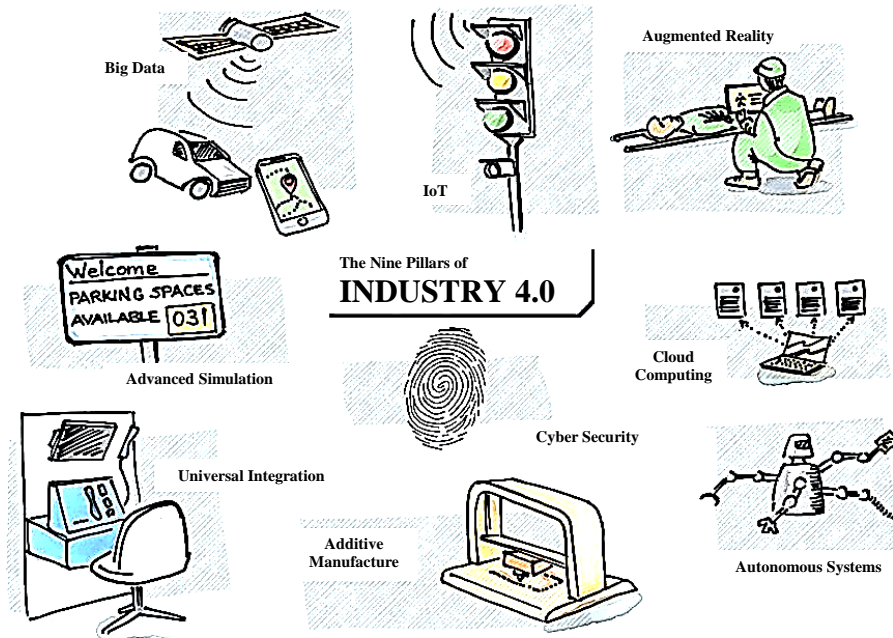 Big Data
IoT
Augmented Reality
Welcome
PARKING SPACES
AVAILABLE 031
Advanced Simulation
The Nine Pillars of
INDUSTRY 4.0
Cloud
Computing
Cyber Security
Universal Integration
Additive
Manufacture
Autonomous Systems